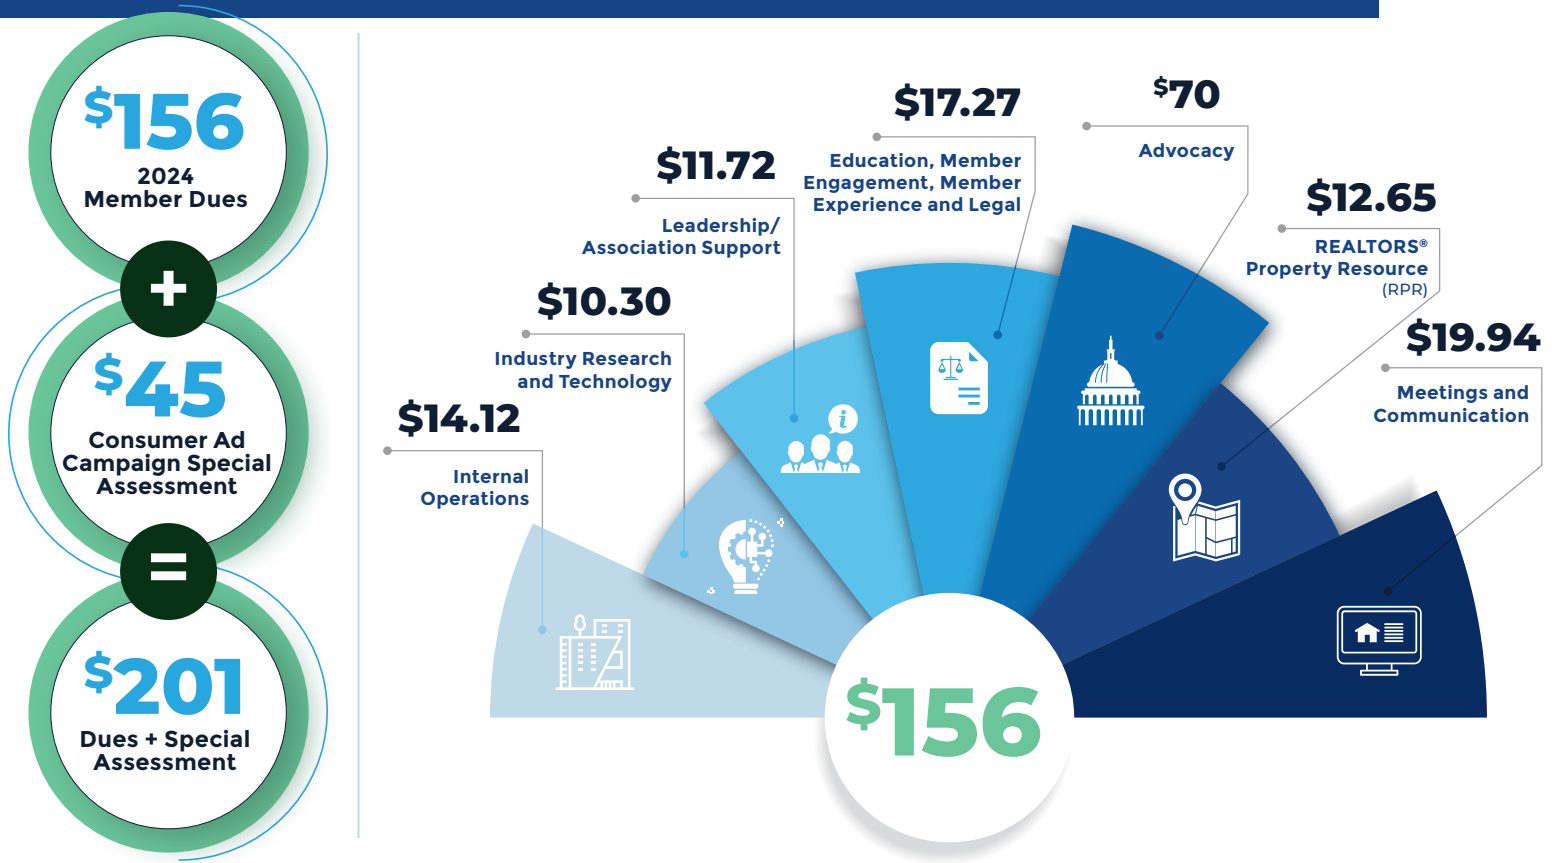 $156
2024
Member Dues
+
$45
Consumer Ad
Campaign Special
Assessment
=
$201
Dues + Special
Assessment
$14.12
Internal
Operations
$10.30
Industry Research
and Technology
$11.72
Leadership/
Association Support
$17.27
Education, Member
Engagement, Member
Experience and Legal
$70
Advocacy
$12.65
REALTORS®
Property Resource
(RPR)
$19.94
Meetings and
Communication
i
$156